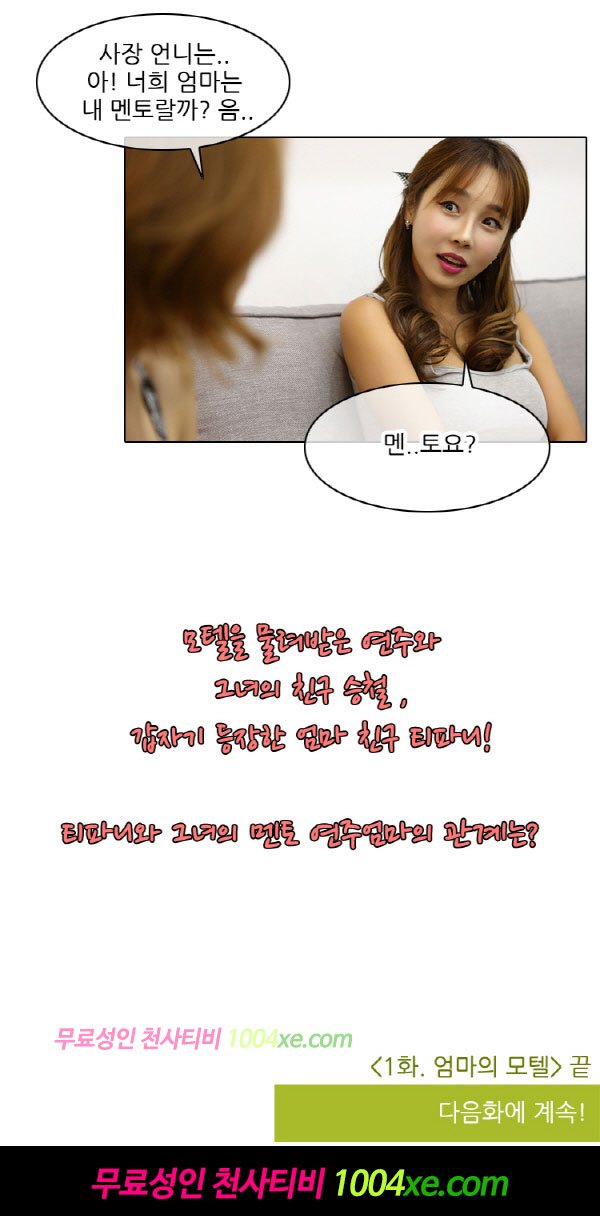 사장 언니는..
아! 너희 엄마는
내 멘토랄까? 음..
멘..토요?
모텔을 물려받은 연주와
그녀의 친구 승철,
갑자기 등장한 엄마 친구 티파니!
티파니와 그녀의 멘토 연주엄마의 관계는?
무료성인 천사티비 1004xe.com
<1화. 엄마의 모텔> 끝
다음화에 계속!
무료성인 천사티비 1004xe.com